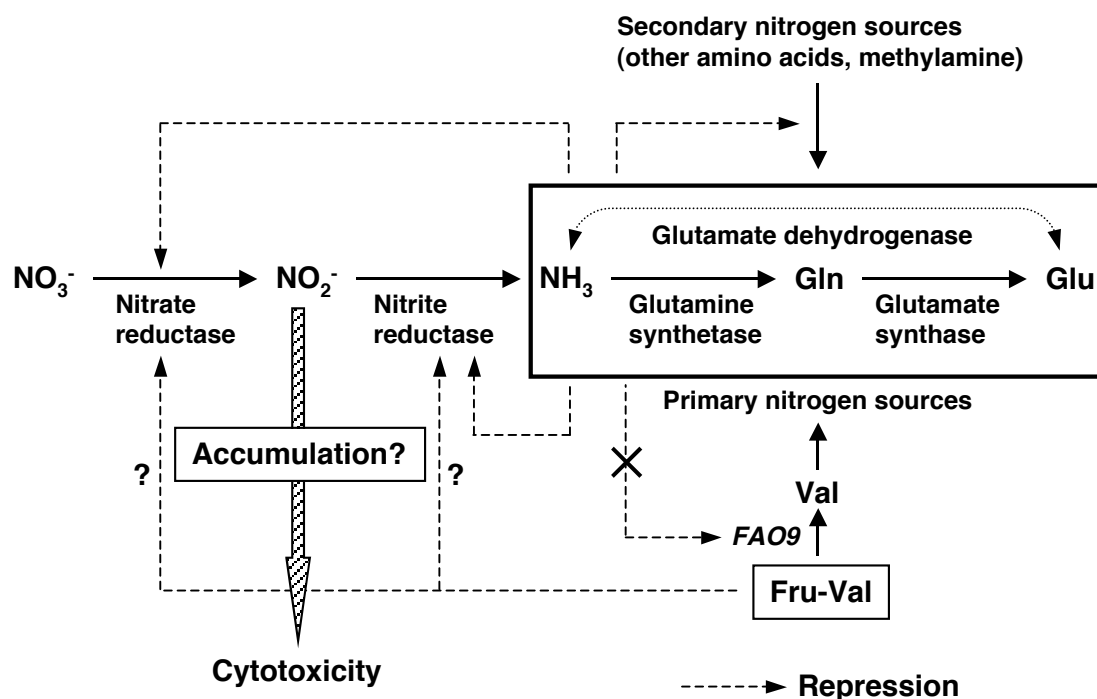 Secondary nitrogen sources
(other amino acids, methylamine)
Glutamate dehydrogenase
NO₃⁻
NO₂⁻
NH₃
Gln
Glu
Nitrate
reductase
Nitrite
reductase
Glutamine
synthetase
Glutamate
synthase
Primary nitrogen sources
Accumulation?
?
?
Val
FAO9
Fru-Val
Cytotoxicity
Repression